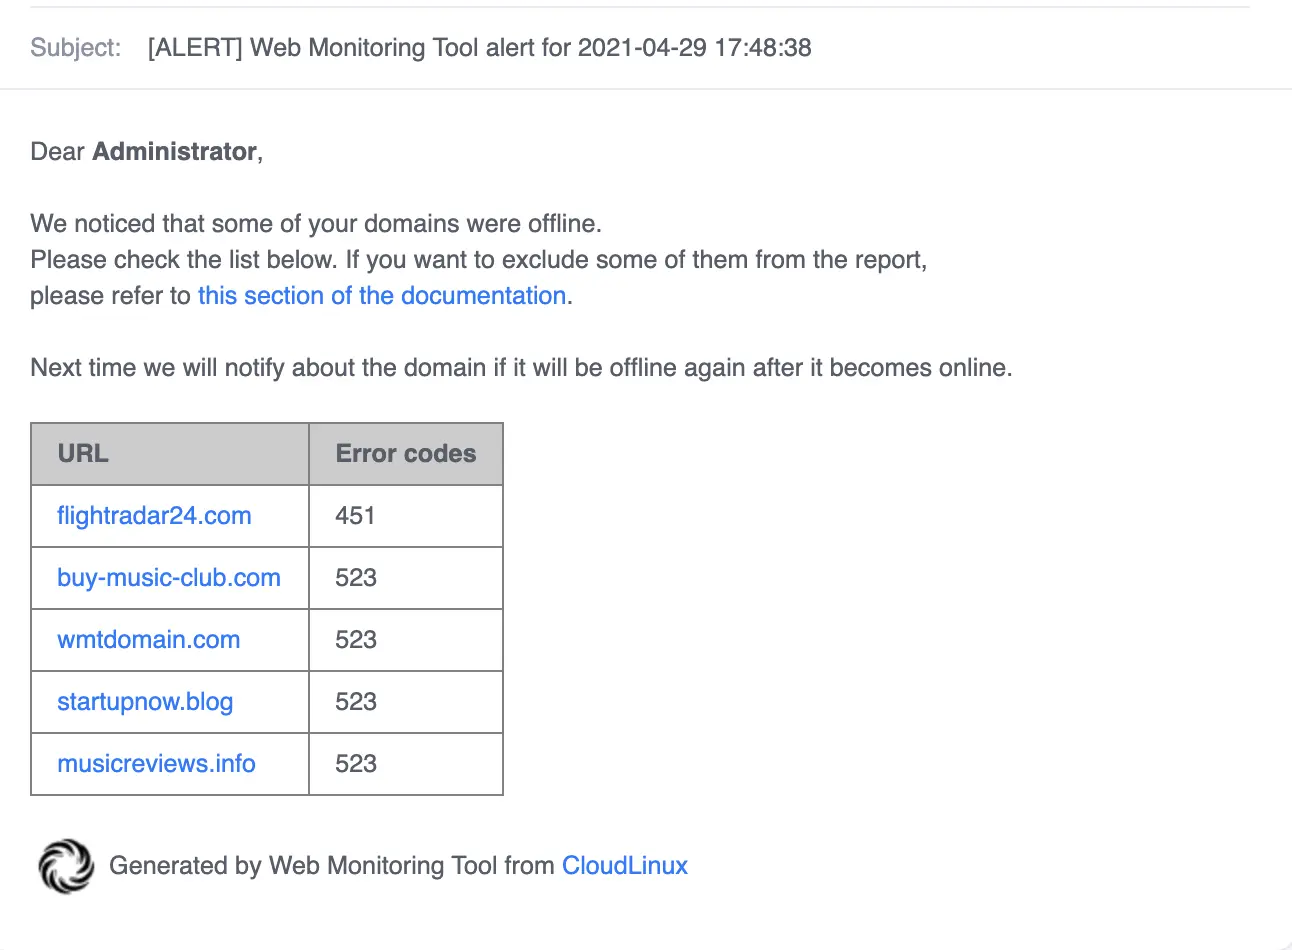 Subject: [ALERT] Web Monitoring Tool alert for 2021-04-29 17:48:38
Dear Administrator,
We noticed that some of your domains were offline.
Please check the list below. If you want to exclude some of them from the report,
please refer to this section of the documentation.
Next time we will notify about the domain if it will be offline again after it becomes online.
URL Error codes
flightradar24.com 451
buy-music-club.com 523
wmtdomain.com 523
startupnow.blog 523
musicreviews.info 523
Generated by Web Monitoring Tool from CloudLinux